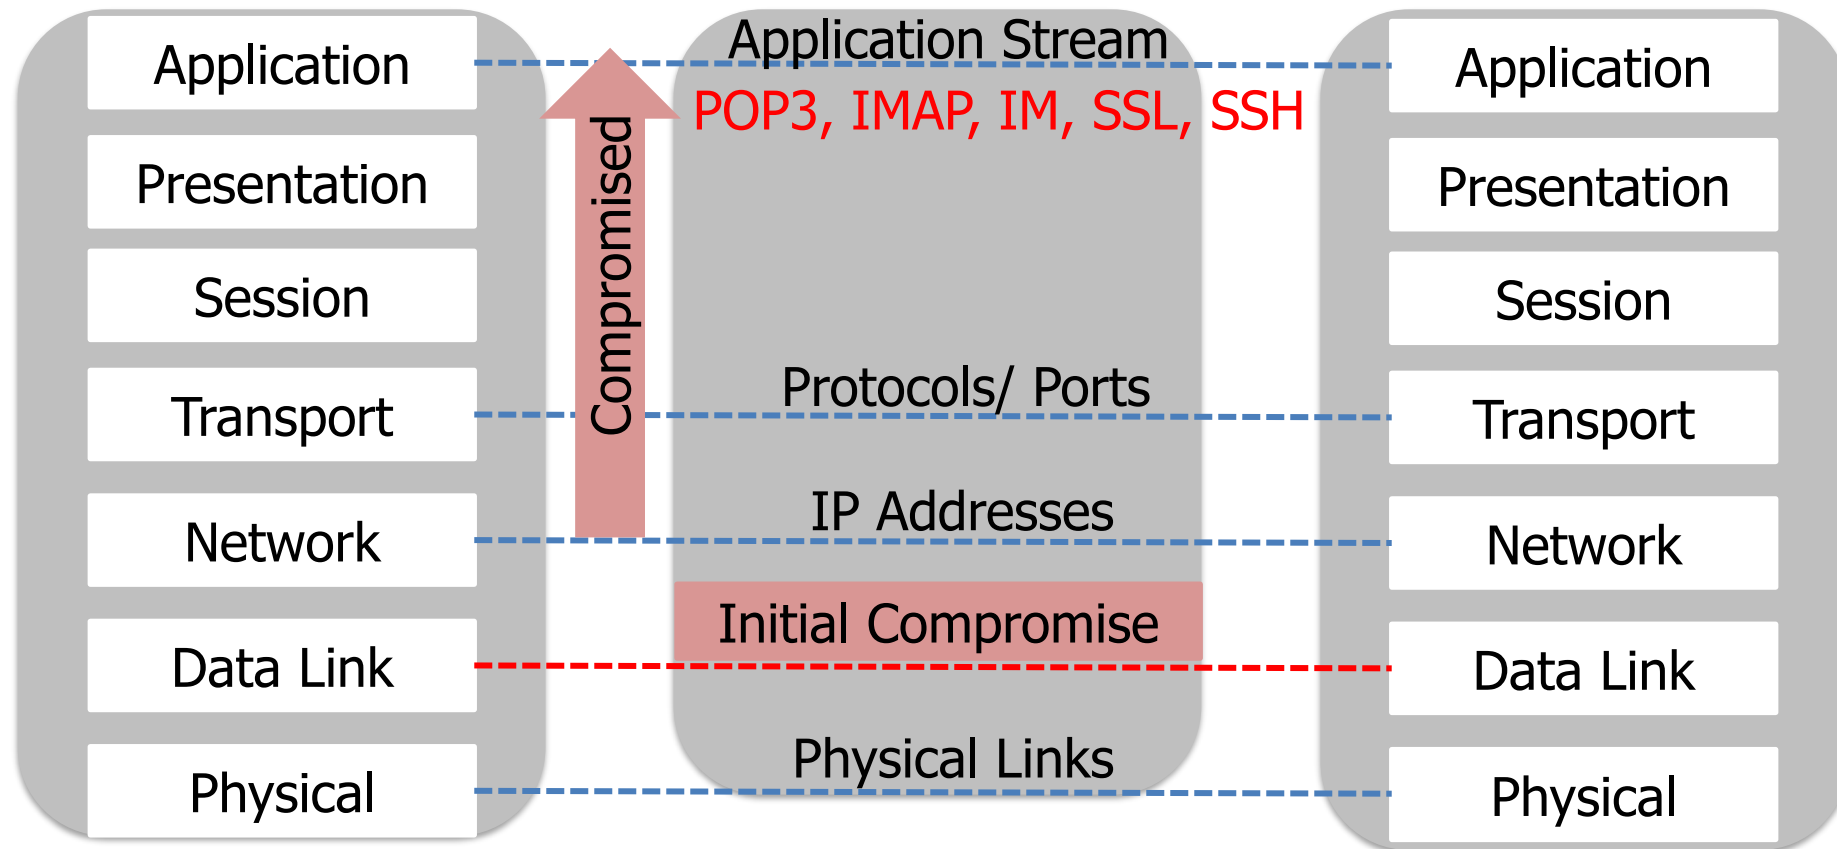 Application
Presentation
Session
Transport
Network
Data Link
Physical
Compromised
Application Stream
POP3, IMAP, IM, SSL, SSH
Protocols/ Ports
IP Addresses
Initial Compromise
Physical Links
Application
Presentation
Session
Transport
Network
Data Link
Physical